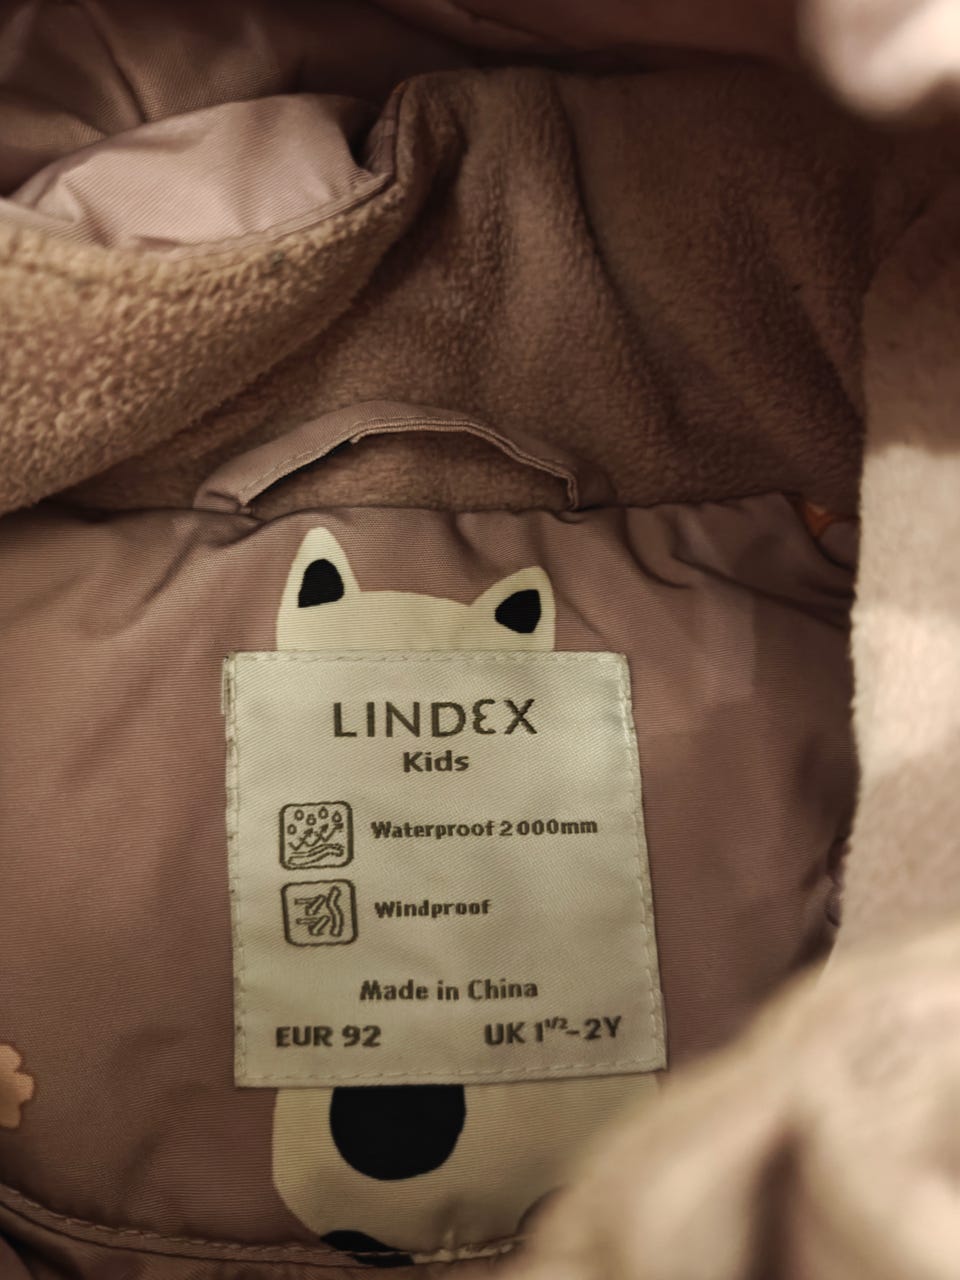 LINDEX
Kids
Waterproof 2000mm
Windproof
Made in China
EUR 92 UK 1½-2Y